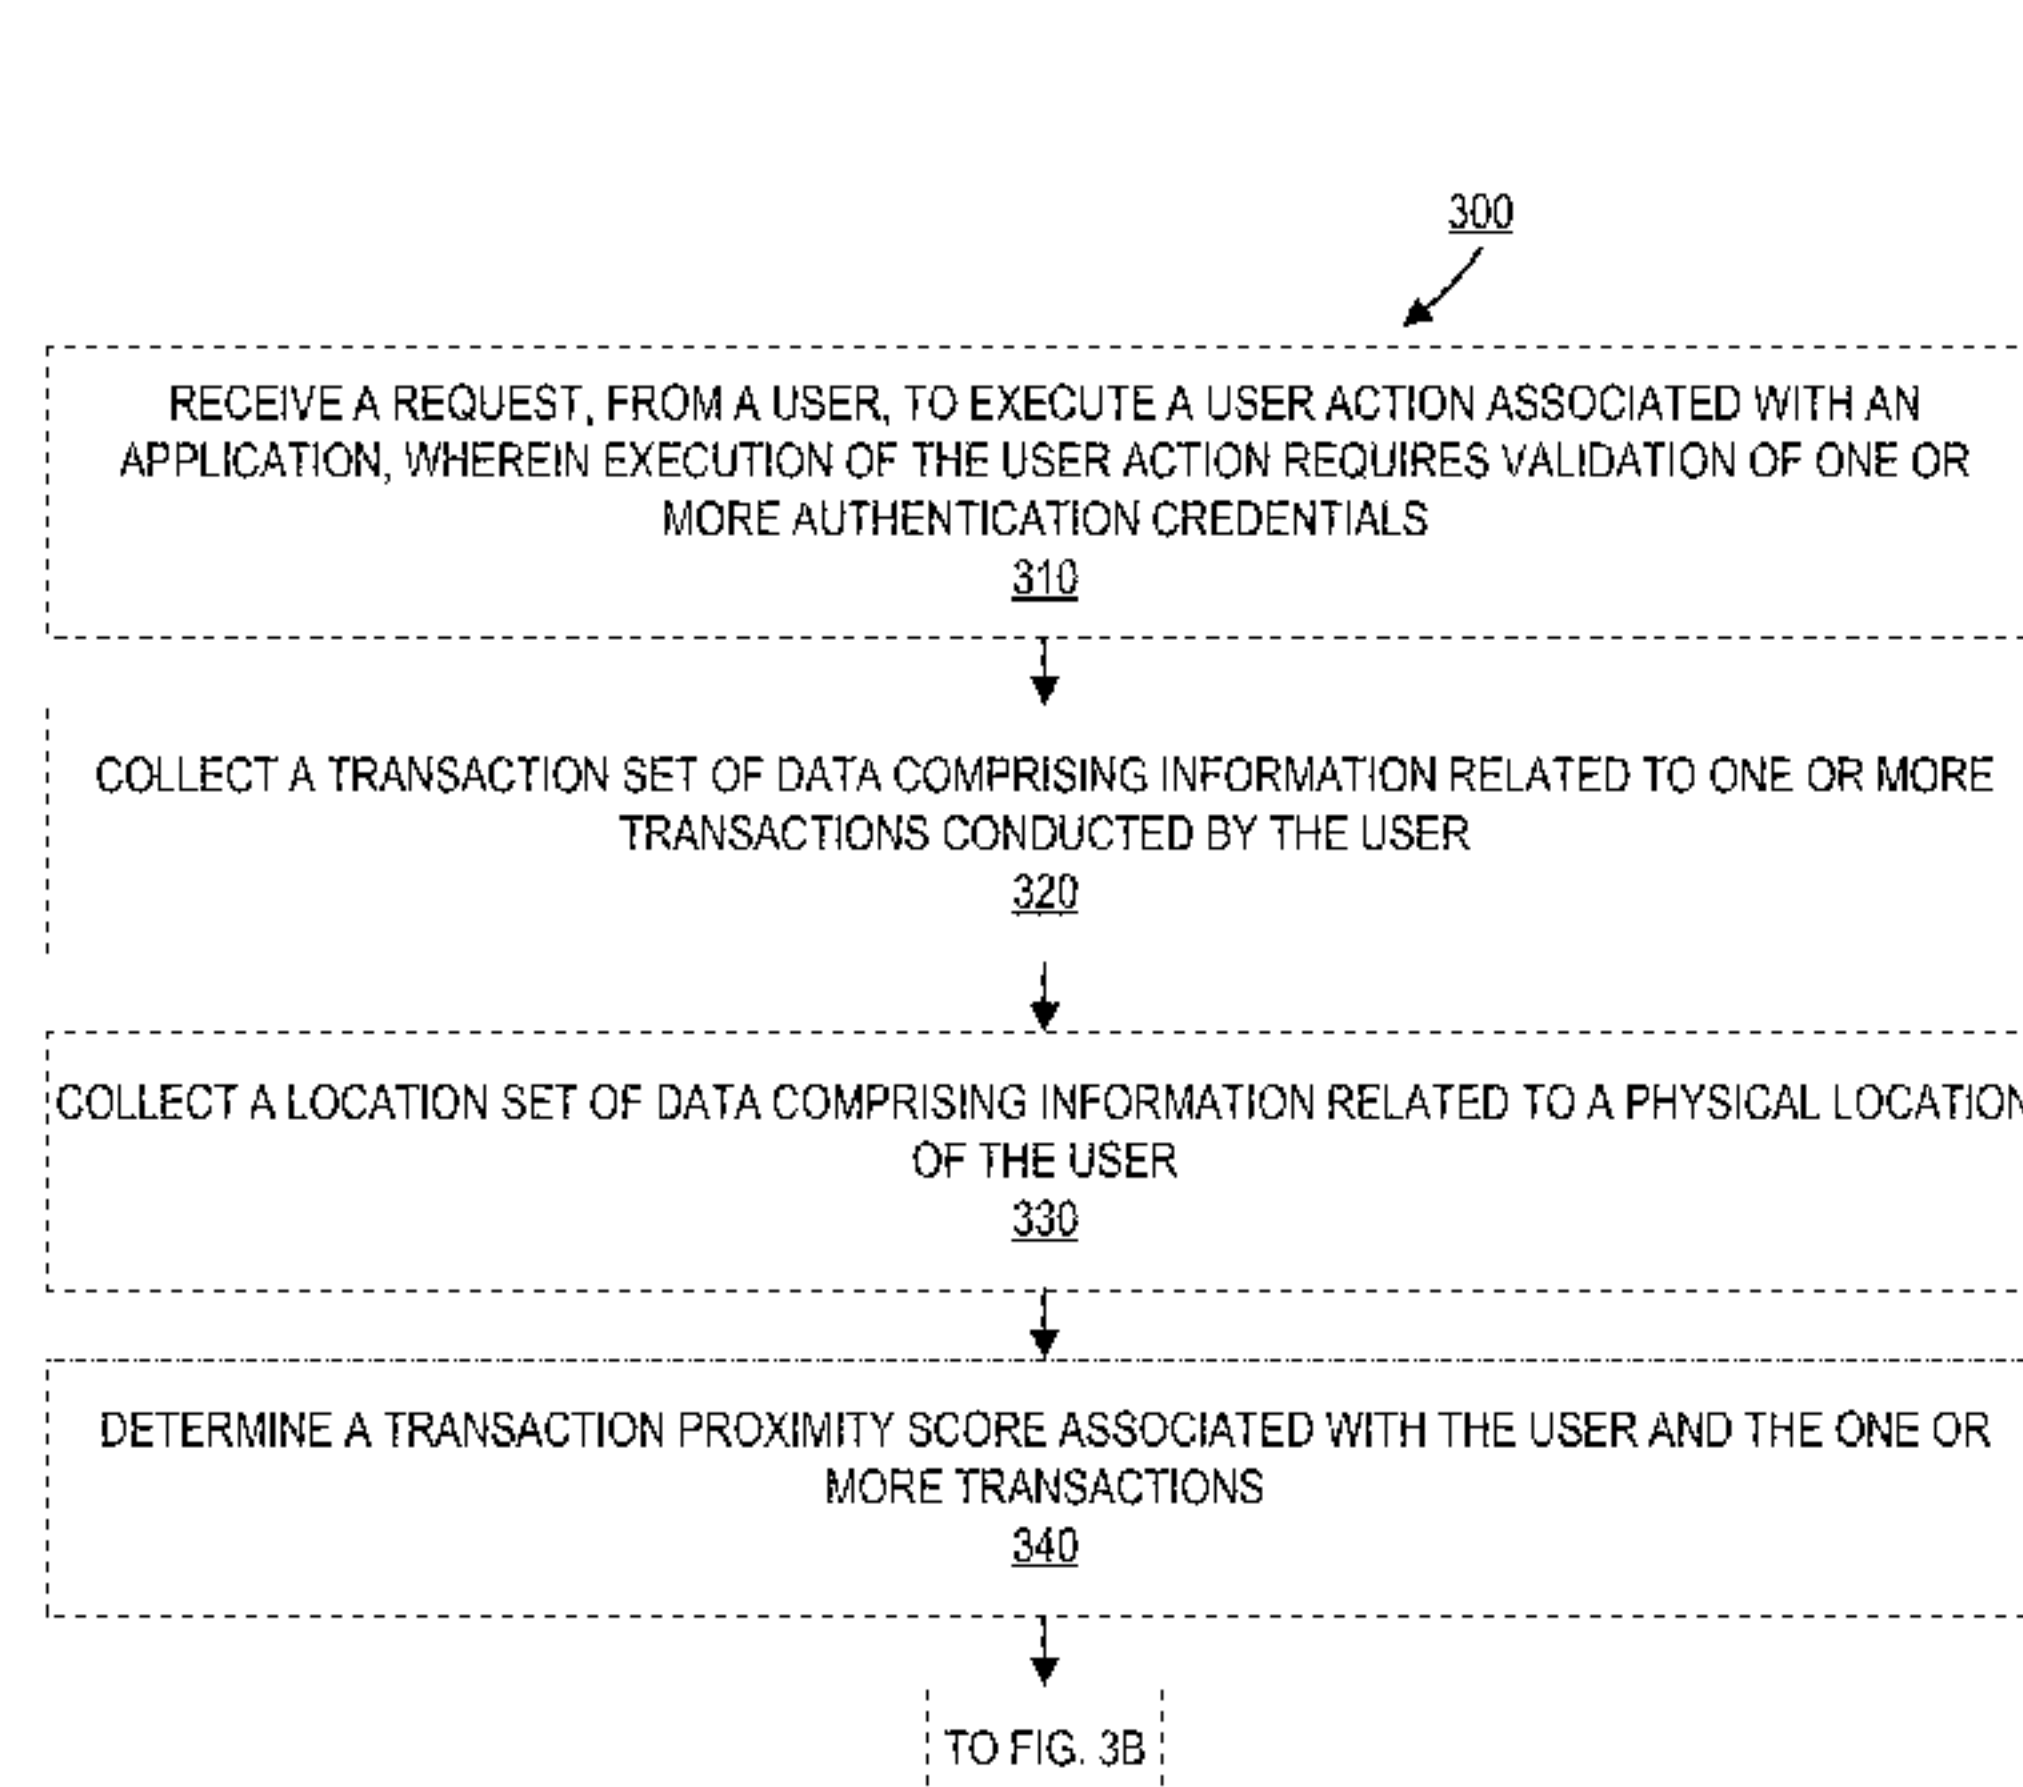 300
RECEIVE A REQUEST, FROM A USER, TO EXECUTE A USER ACTION ASSOCIATED WITH AN
APPLICATION, WHEREIN EXECUTION OF THE USER ACTION REQUIRES VALIDATION OF ONE OR
MORE AUTHENTICATION CREDENTIALS
310
COLLECT A TRANSACTION SET OF DATA COMPRISING INFORMATION RELATED TO ONE OR MORE
TRANSACTIONS CONDUCTED BY THE USER
320
COLLECT A LOCATION SET OF DATA COMPRISING INFORMATION RELATED TO A PHYSICAL LOCATION
OF THE USER
330
DETERMINE A TRANSACTION PROXIMITY SCORE ASSOCIATED WITH THE USER AND THE ONE OR
MORE TRANSACTIONS
340
TO FIG. 3B